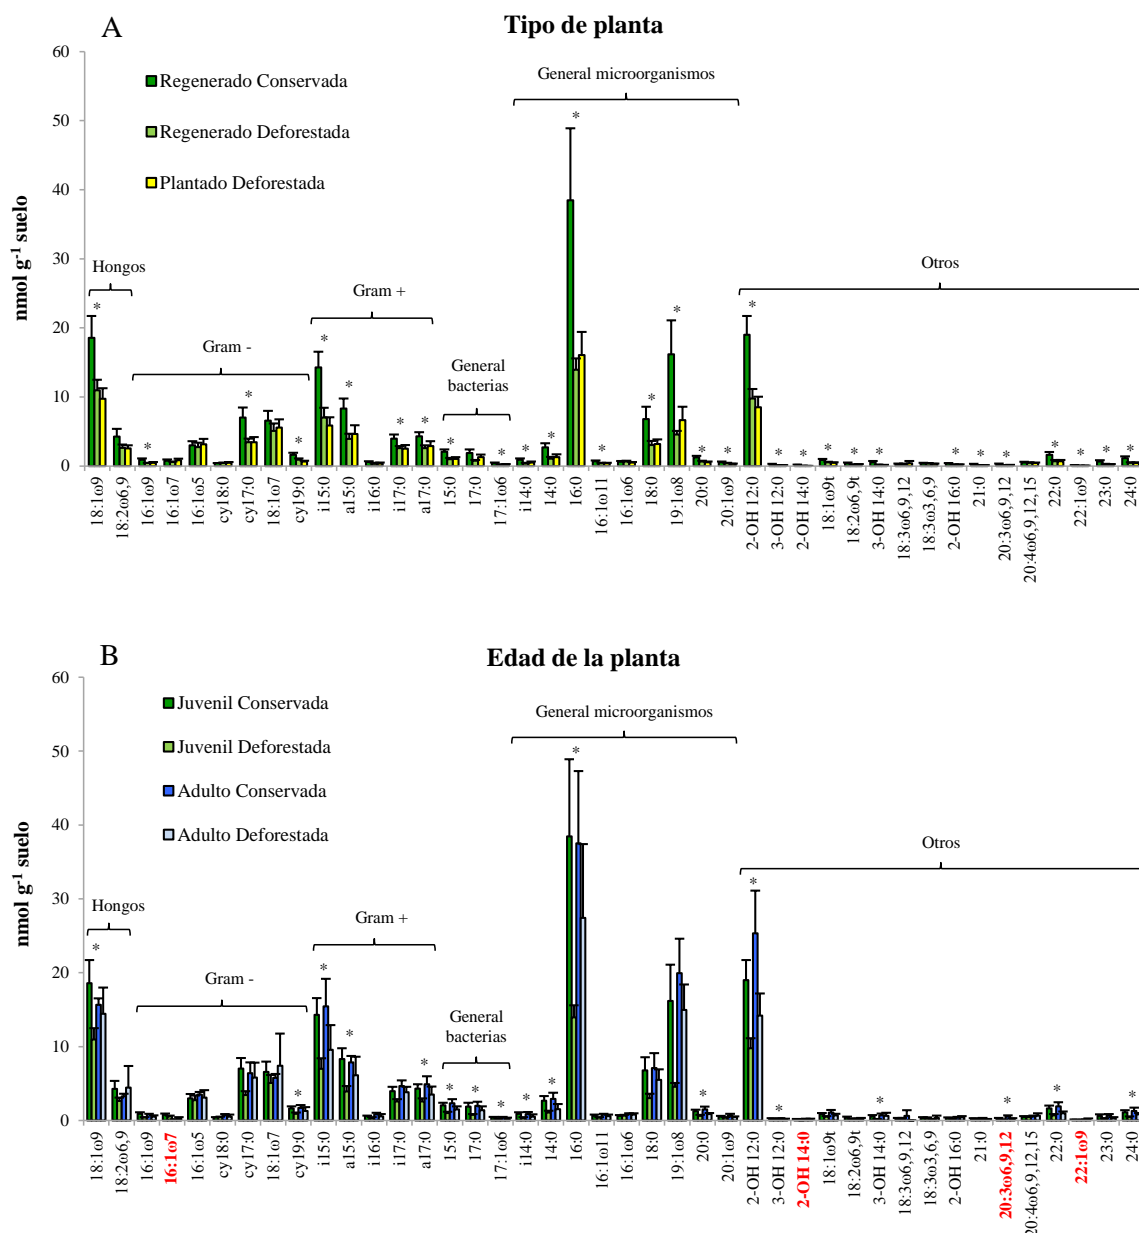 A
Tipo de planta
60
50
40
30
20
10
0
nmol g-1 suelo
Regenerado Conservada
Regenerado Deforestada
Plantado Deforestada
Hongos
Gram -
Gram +
General
bacterias
General microorganismos
Otros
* * * * * * * * * * * * * * * * * * * * * * * * * * * * * * * *
18:1ω9
18:2ω6,9
16:1ω9
16:1ω7
16:1ω5
cy18:0
cy17:0
18:1ω7
cy19:0
i15:0
a15:0
i16:0
i17:0
a17:0
15:0
17:0
17:1ω6
i14:0
14:0
16:0
16:1ω11
16:1ω6
18:0
19:1ω8
20:0
20:1ω9
2-OH 12:0
3-OH 12:0
2-OH 14:0
18:1ω9t
18:2ω6,9t
3-OH 14:0
18:3ω6,9,12
18:3ω3,6,9
2-OH 16:0
21:0
20:3ω6,9,12
20:4ω6,9,12,15
22:0
22:1ω9
23:0
24:0
B
Edad de la planta
60
50
40
30
20
10
0
nmol g-1 suelo
Juvenil Conservada
Juvenil Deforestada
Adulto Conservada
Adulto Deforestada
Hongos
Gram -
Gram +
General
bacterias
General microorganismos
Otros
* * * * * * * * * * * * * * * * * *
18:1ω9
18:2ω6,9
16:1ω9
16:1ω7
16:1ω5
cy18:0
cy17:0
18:1ω7
cy19:0
i15:0
a15:0
i16:0
i17:0
a17:0
15:0
17:0
17:1ω6
i14:0
14:0
16:0
16:1ω11
16:1ω6
18:0
19:1ω8
20:0
20:1ω9
2-OH 12:0
3-OH 12:0
2-OH 14:0
18:1ω9t
18:2ω6,9t
3-OH 14:0
18:3ω6,9,12
18:3ω3,6,9
2-OH 16:0
21:0
20:3ω6,9,12
20:4ω6,9,12,15
22:0
22:1ω9
23:0
24:0